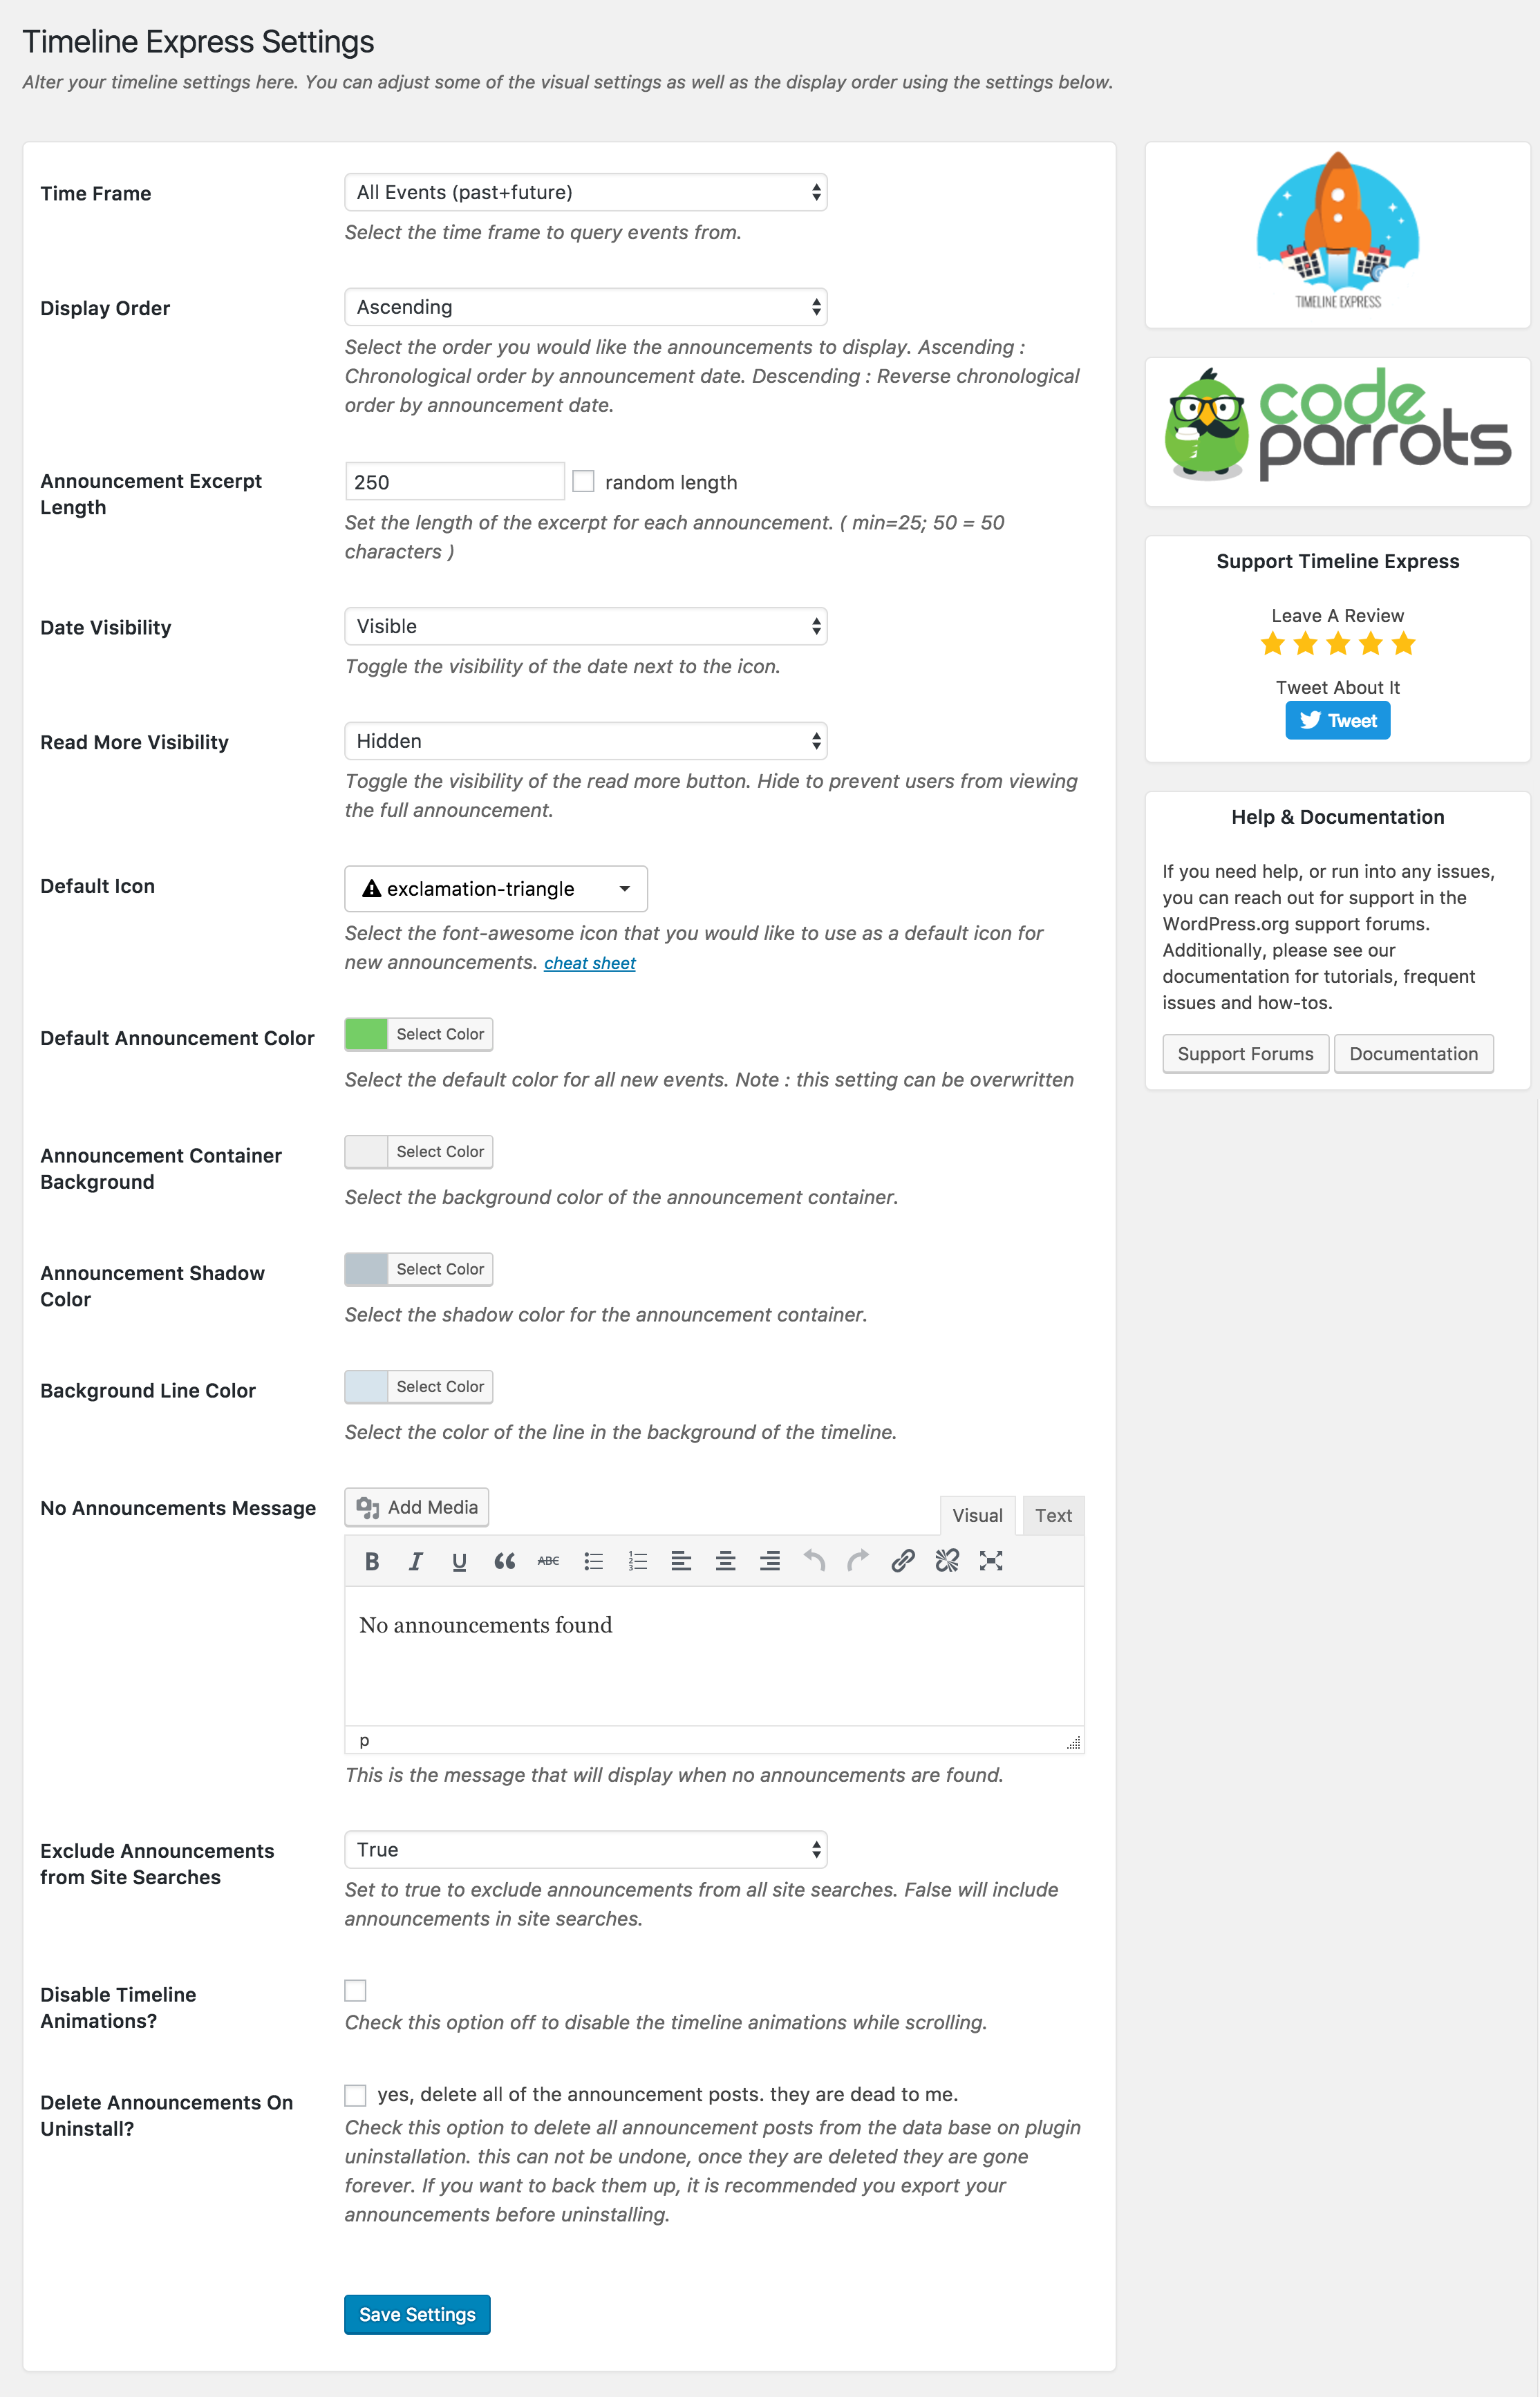 Timeline Express Settings
Alter your timeline settings here. You can adjust some of the visual settings as well as the display order using the settings below.
Time Frame
All Events (past+future)
Select the time frame to query events from.
Display Order
Ascending
Select the order you would like the announcements to display. Ascending :
Chronological order by announcement date. Descending : Reverse chronological
order by announcement date.
Announcement Excerpt
Length
250
random length
Set the length of the excerpt for each announcement. ( min=25; 50 = 50
characters )
Date Visibility
Visible
Toggle the visibility of the date next to the icon.
Read More Visibility
Hidden
Toggle the visibility of the read more button. Hide to prevent users from viewing
the full announcement.
Default Icon
exclamation-triangle
Select the font-awesome icon that you would like to use as a default icon for
new announcements. cheat sheet
Default Announcement Color
Select Color
Select the default color for all new events. Note : this setting can be overwritten
Announcement Container
Background
Select Color
Select the background color of the announcement container.
Announcement Shadow
Color
Select Color
Select the shadow color for the announcement container.
Background Line Color
Select Color
Select the color of the line in the background of the timeline.
No Announcements Message
Add Media
Visual
Text
B I U ABC
1
2
3
No announcements found
p
This is the message that will display when no announcements are found.
Exclude Announcements
from Site Searches
True
Set to true to exclude announcements from all site searches. False will include
announcements in site searches.
Disable Timeline
Animations?
Check this option off to disable the timeline animations while scrolling.
Delete Announcements On
Uninstall?
yes, delete all of the announcement posts. they are dead to me.
Check this option to delete all announcement posts from the data base on plugin
uninstallation. this can not be undone, once they are deleted they are gone
forever. If you want to back them up, it is recommended you export your
announcements before uninstalling.
Save Settings
TIMELINE EXPRESS
code
parrots
Support Timeline Express
Leave A Review
Tweet About It
Tweet
Help & Documentation
If you need help, or run into any issues,
you can reach out for support in the
WordPress.org support forums.
Additionally, please see our
documentation for tutorials, frequent
issues and how-tos.
Support Forums
Documentation